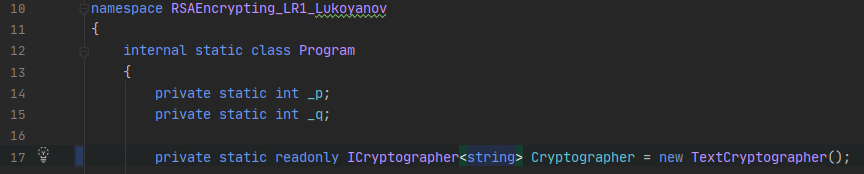 10 namespace RSAEncrypting_LR1_Lukoyanov
11 {
12 internal static class Program
13 {
14 private static int _p;
15 private static int _q;
16
17 private static readonly ICryptographer<string> Cryptographer = new TextCryptographer();